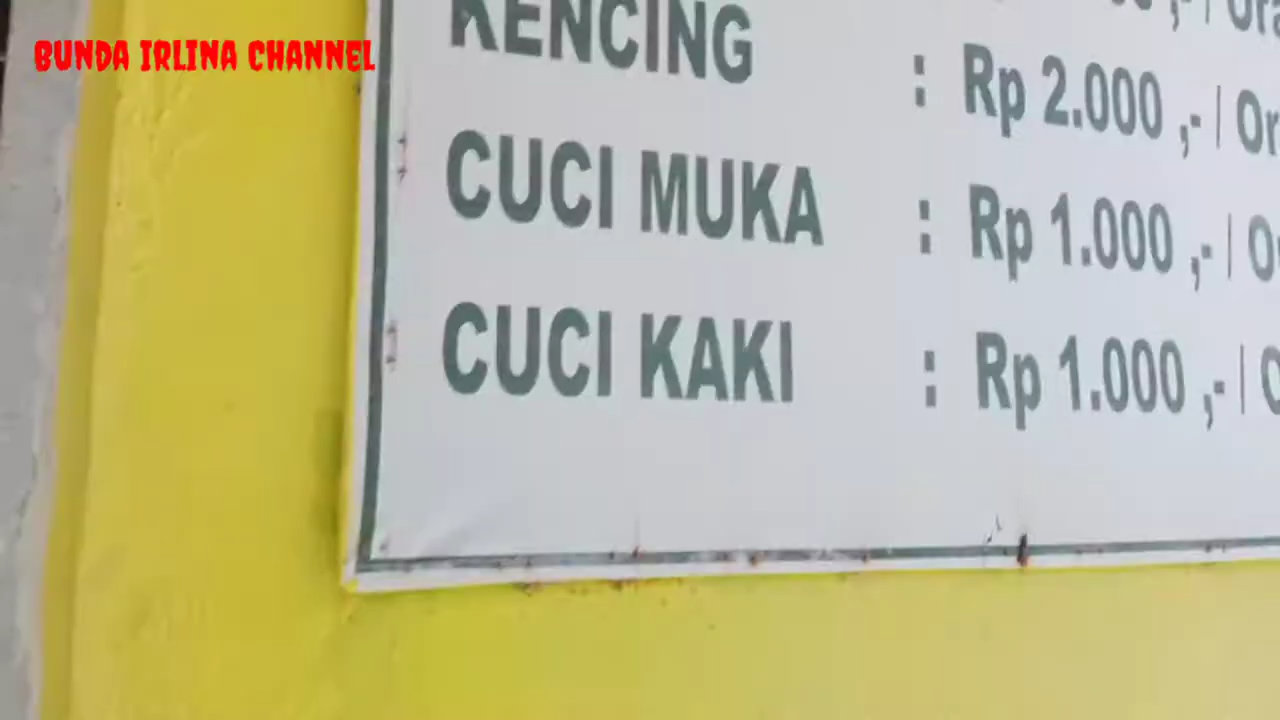 BUNDA IRLINA CHANNEL
KENCING : Rp 2.000 ,- /
CUCI MUKA : Rp 1.000 ,- /
CUCI KAKI : Rp 1.000 ,- /